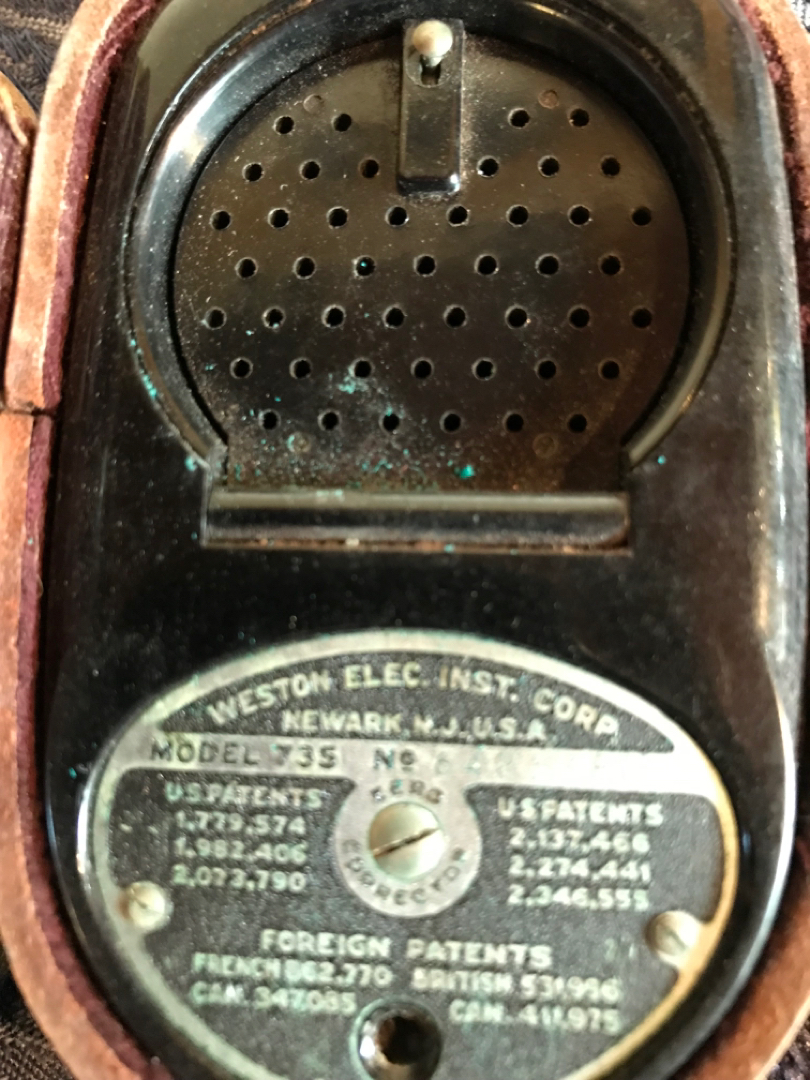 WESTON ELEC. INST. CORP.
NEWARK, N.J., U.S.A.
MODEL 735 No
ZERO
CORRECTOR
U.S. PATENTS
1,779,574
1,982,406
2,073,790
U.S. PATENTS
2,137,466
2,274,441
2,346,555
FOREIGN PATENTS
FRENCH 862,770 BRITISH 531,956
CAN. 347,085 CAN. 411,975